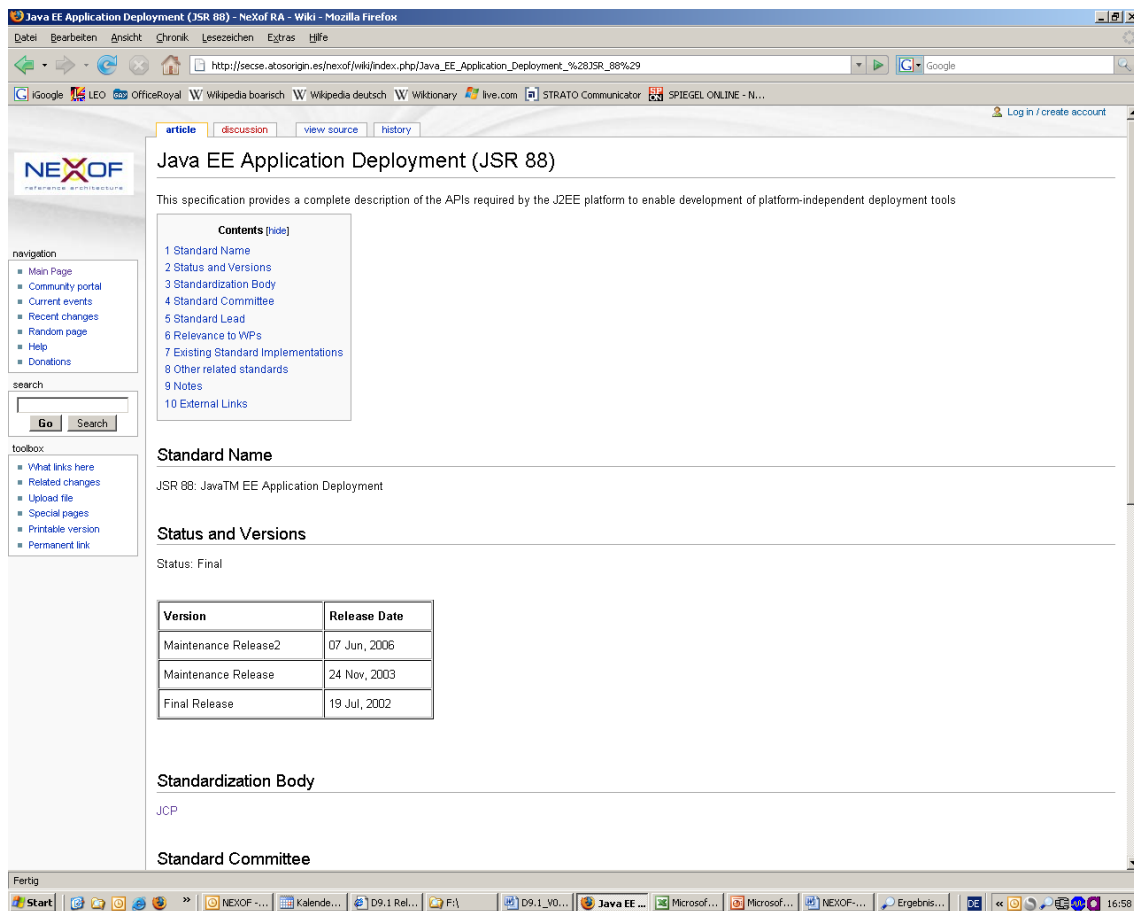 Java EE Application Deployment (JSR 88) - NeXof RA - Wiki - Mozilla Firefox
Datei Bearbeiten Ansicht Chronik Lesezeichen Extras Hilfe
http://secse.atosorigin.es/nexof/wiki/index.php/Java_EE_Application_Deployment_%28JSR_88%29
Google
iGoogle LEO OfficeRoyal Wikipedia boarisch Wikipedia deutsch Wiktionary live.com STRATO Communicator SPIEGEL ONLINE - N...
Log in / create account
article discussion view source history
NEXOF
reference architecture
Java EE Application Deployment (JSR 88)
This specification provides a complete description of the APIs required by the J2EE platform to enable development of platform-independent deployment tools
Contents [hide]
1 Standard Name
2 Status and Versions
3 Standardization Body
4 Standard Committee
5 Standard Lead
6 Relevance to WPs
7 Existing Standard Implementations
8 Other related standards
9 Notes
10 External Links
navigation
Main Page
Community portal
Current events
Recent changes
Random page
Help
Donations
search
Go Search
toolbox
What links here
Related changes
Upload file
Special pages
Printable version
Permanent link
Standard Name
JSR 88: JavaTM EE Application Deployment
Status and Versions
Status: Final
Version Release Date
Maintenance Release2 07 Jun, 2006
Maintenance Release 24 Nov, 2003
Final Release 19 Jul, 2002
Standardization Body
JCP
Standard Committee
Fertig
Start NEXOF -... Kalende... D9.1 Rel... F:\ D9.1_V0... Java EE ... Microsof... Microsof... NEXOF-... Ergebnis... DE 16:58